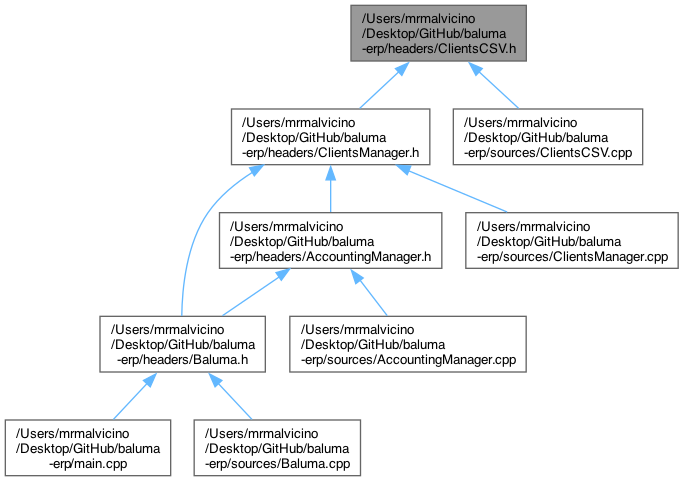 /Users/mrmalvicino
/Desktop/GitHub/baluma
-erp/headers/ClientsCSV.h
/Users/mrmalvicino
/Desktop/GitHub/baluma
-erp/headers/ClientsManager.h
/Users/mrmalvicino
/Desktop/GitHub/baluma
-erp/sources/ClientsCSV.cpp
/Users/mrmalvicino
/Desktop/GitHub/baluma
-erp/headers/AccountingManager.h
/Users/mrmalvicino
/Desktop/GitHub/baluma
-erp/sources/ClientsManager.cpp
/Users/mrmalvicino
/Desktop/GitHub/baluma
-erp/headers/Baluma.h
/Users/mrmalvicino
/Desktop/GitHub/baluma
-erp/sources/AccountingManager.cpp
/Users/mrmalvicino
/Desktop/GitHub/baluma
-erp/main.cpp
/Users/mrmalvicino
/Desktop/GitHub/baluma
-erp/sources/Baluma.cpp